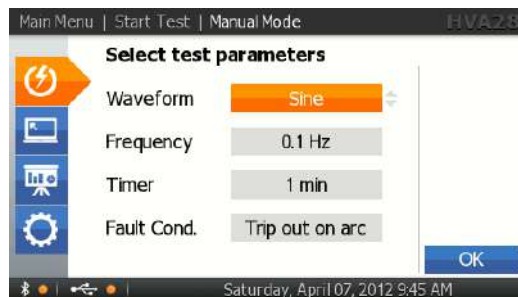 Main Menu | Start Test | Manual Mode HVA28
Select test parameters
Waveform Sine
Frequency 0.1 Hz
Timer 1 min
Fault Cond. Trip out on arc
OK
Saturday, April 07, 2012 9:45 AM